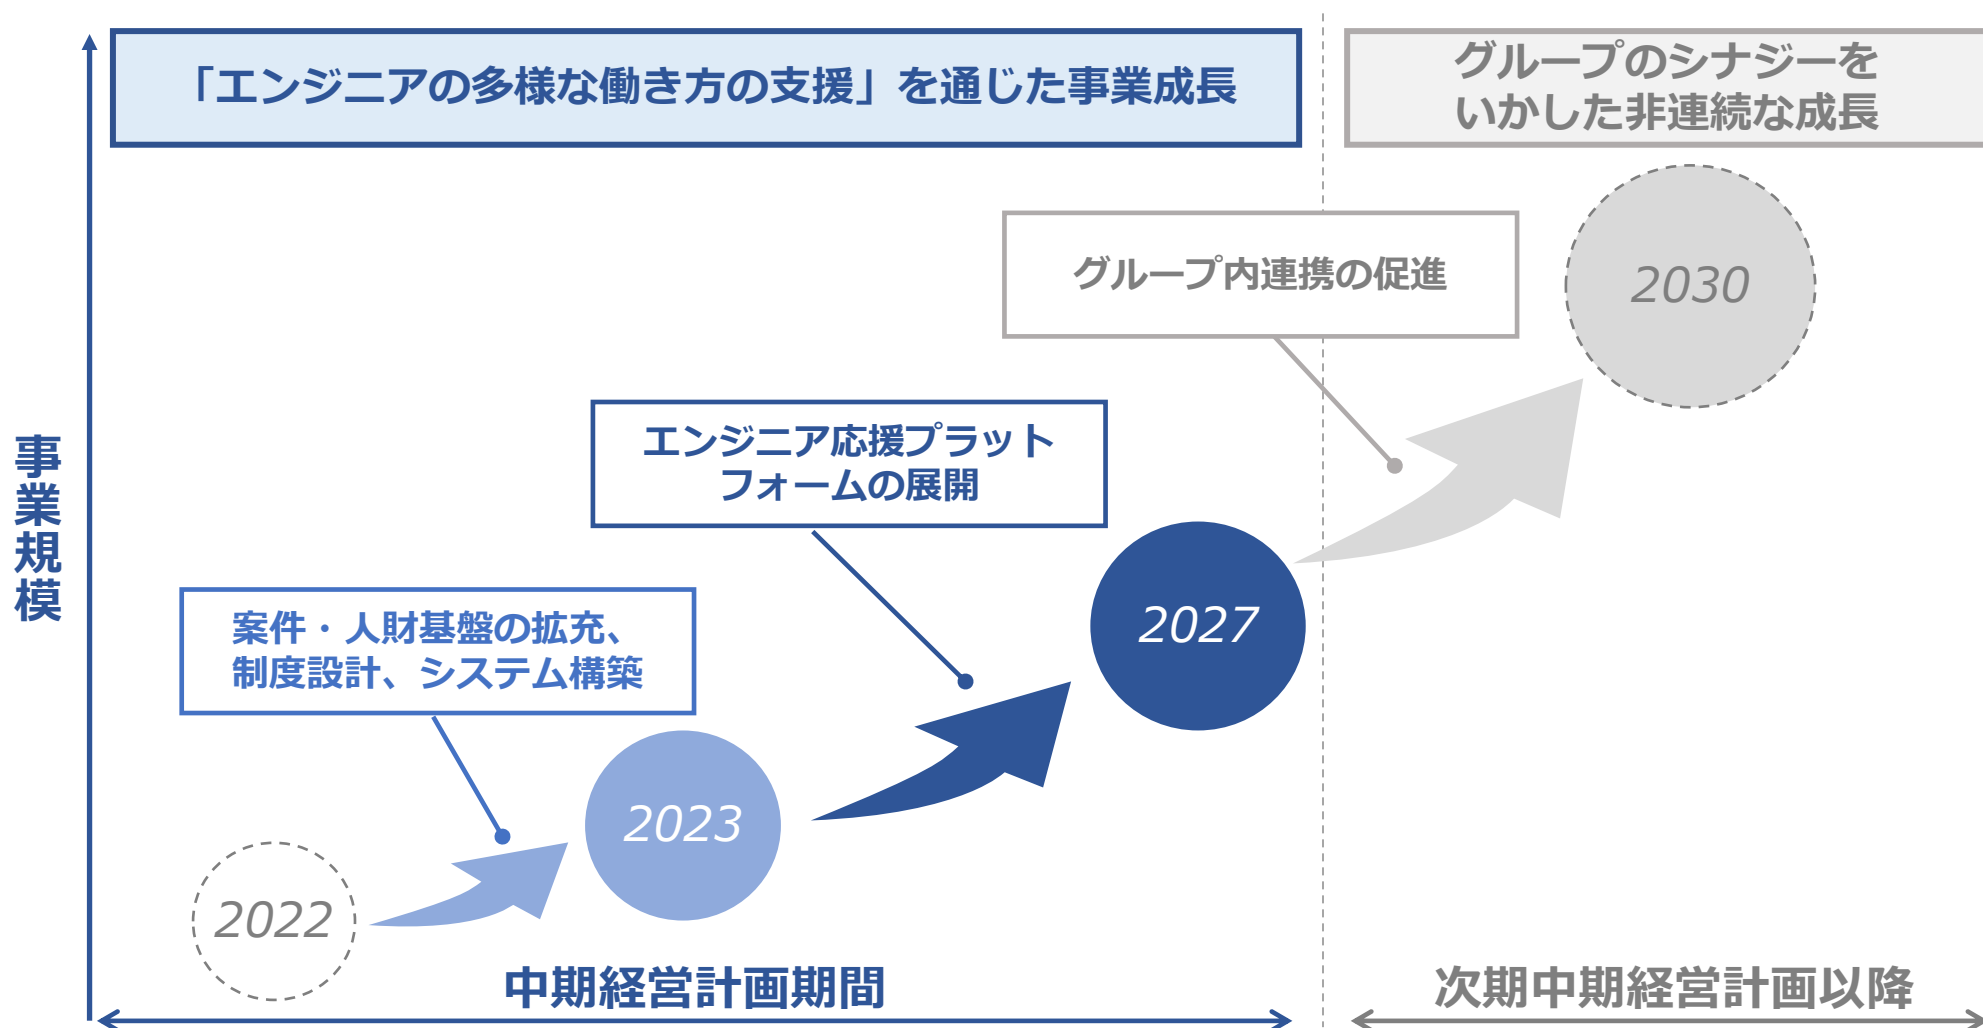 「エンジニアの多様な働き方の支援」を通じた事業成長
グループのシナジーを
いかした非連続な成長
グループ内連携の促進
2030
エンジニア応援プラット
フォームの展開
事業規模
案件・人財基盤の拡充、
制度設計、システム構築
2027
2023
2022
中期経営計画期間
次期中期経営計画以降